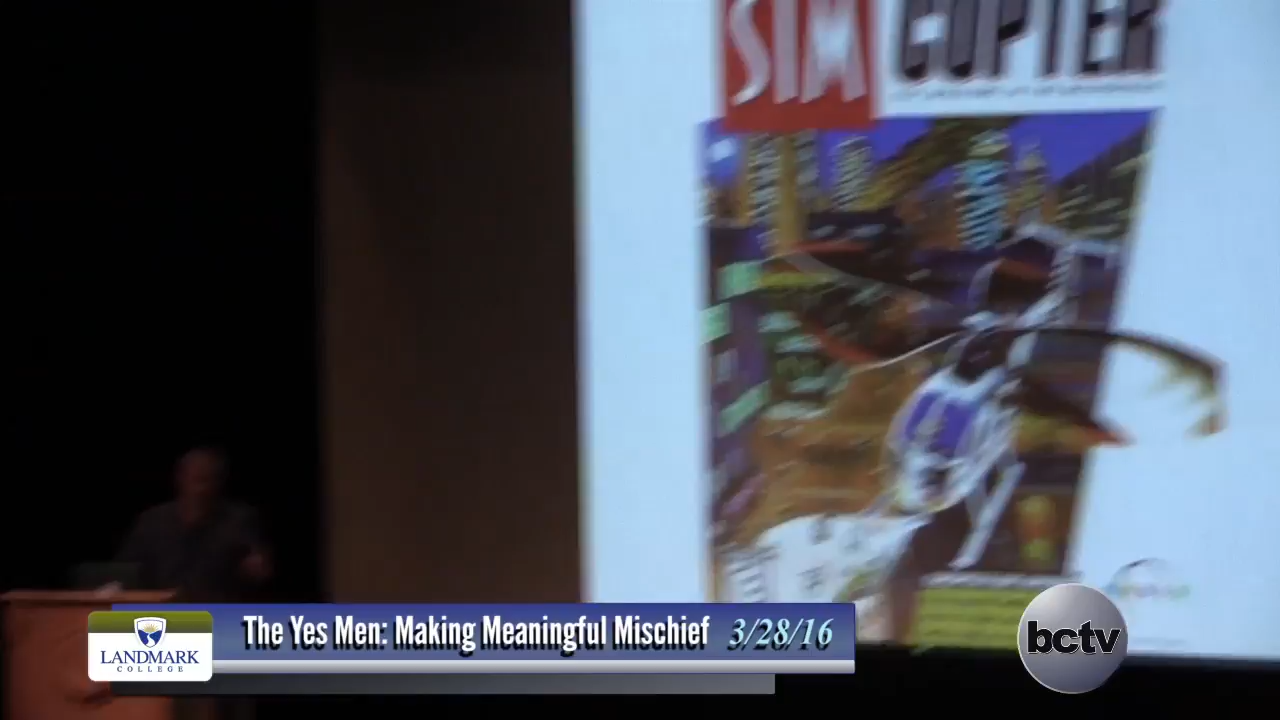 SIM COPTER
The Yes Men: Making Meaningful Mischief 3/28/16
LANDMARK
COLLEGE
bctv